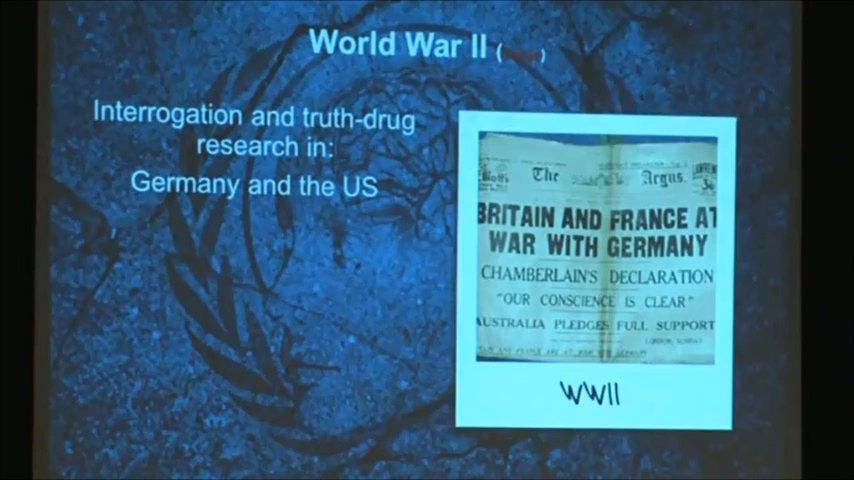 World War II
Interrogation and truth-drug
research in:
Germany and the US
The Argus.
BRITAIN AND FRANCE AT
WAR WITH GERMANY
CHAMBERLAIN'S DECLARATION
"OUR CONSCIENCE IS CLEAR"
AUSTRALIA PLEDGES FULL SUPPORT
WWII